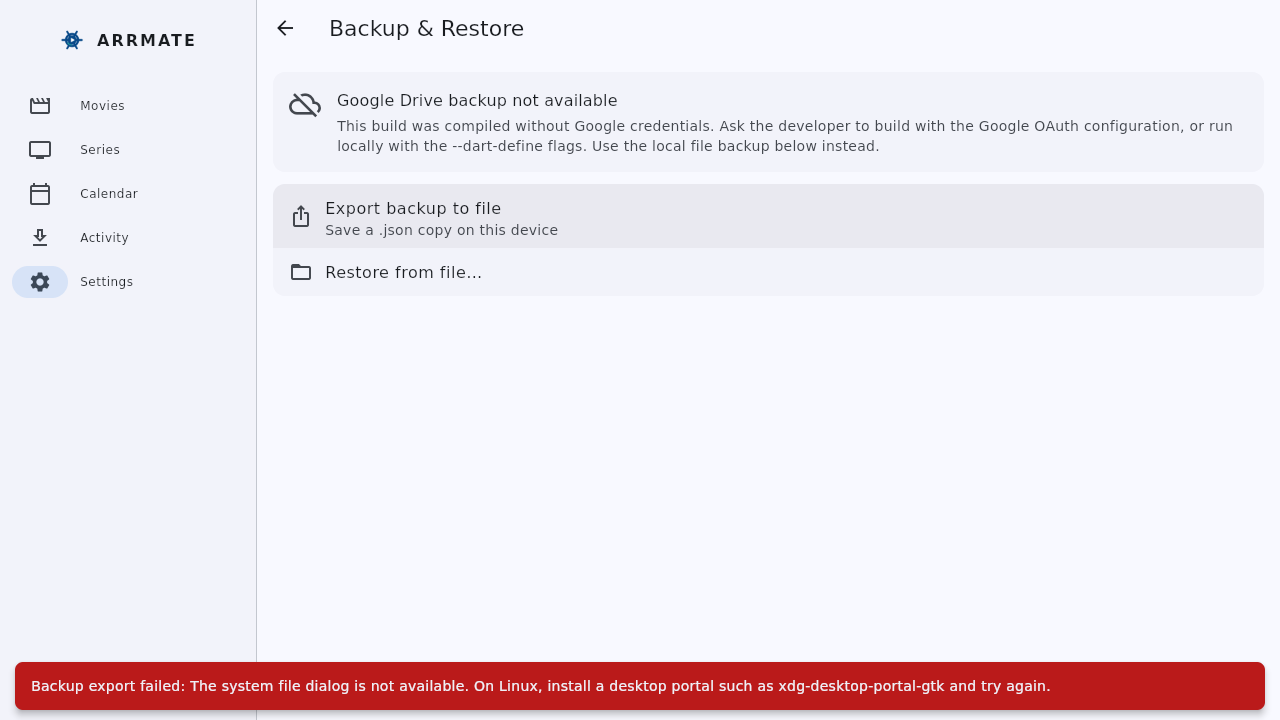 ARRMATE
Movies
Series
Calendar
Activity
Settings
Backup & Restore
Google Drive backup not available
This build was compiled without Google credentials. Ask the developer to build with the Google OAuth configuration, or run
locally with the --dart-define flags. Use the local file backup below instead.
Export backup to file
Save a .json copy on this device
Restore from file...
Backup export failed: The system file dialog is not available. On Linux, install a desktop portal such as xdg-desktop-portal-gtk and try again.